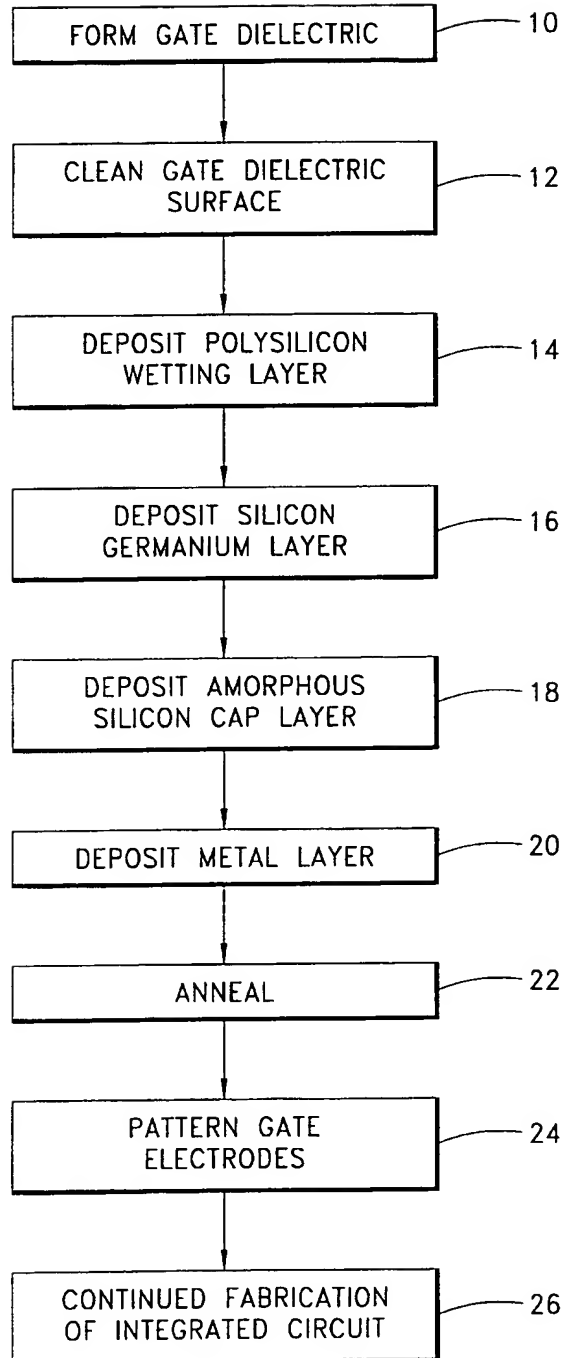 FORM GATE DIELECTRIC
10
CLEAN GATE DIELECTRIC
SURFACE
12
DEPOSIT POLYSILICON
WETTING LAYER
14
DEPOSIT SILICON
GERMANIUM LAYER
16
DEPOSIT AMORPHOUS
SILICON CAP LAYER
18
DEPOSIT METAL LAYER
20
ANNEAL
22
PATTERN GATE
ELECTRODES
24
CONTINUED FABRICATION
OF INTEGRATED CIRCUIT
26